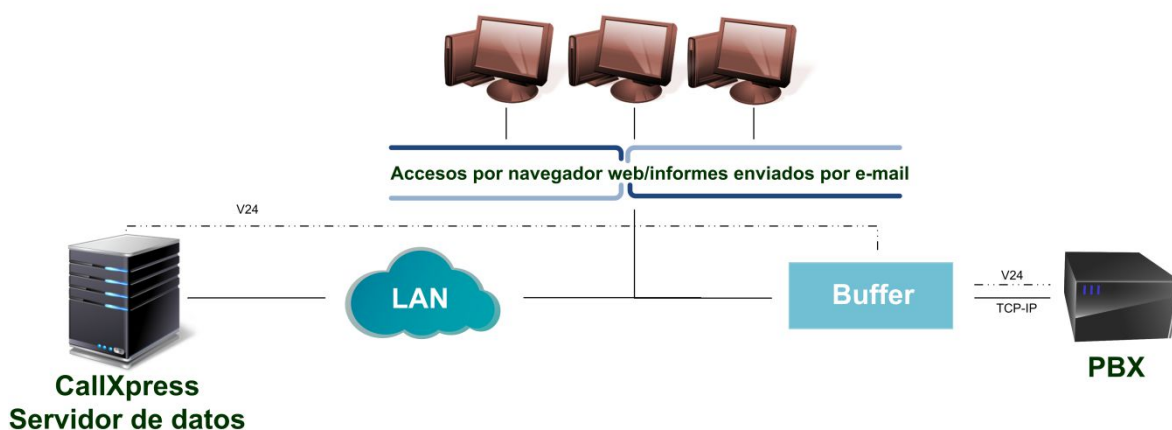 Accesos por navegador web/informes enviados por e-mail
V24
LAN
Buffer
V24
TCP-IP
PBX
CallXpress
Servidor de datos